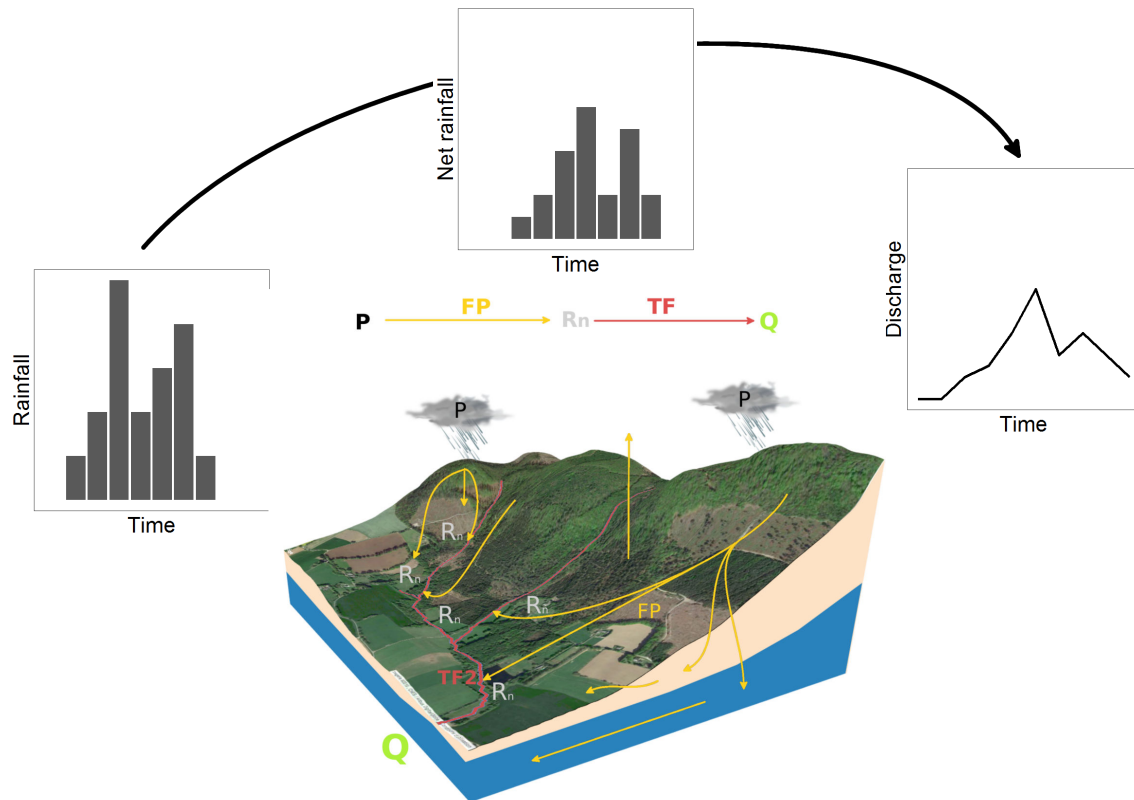 Net rainfall
Time
Rainfall
Time
Discharge
Time
P FP Rn TF Q
P
P
Rn
Rn
Rn
Rn
FP
TF2
Rn
Q